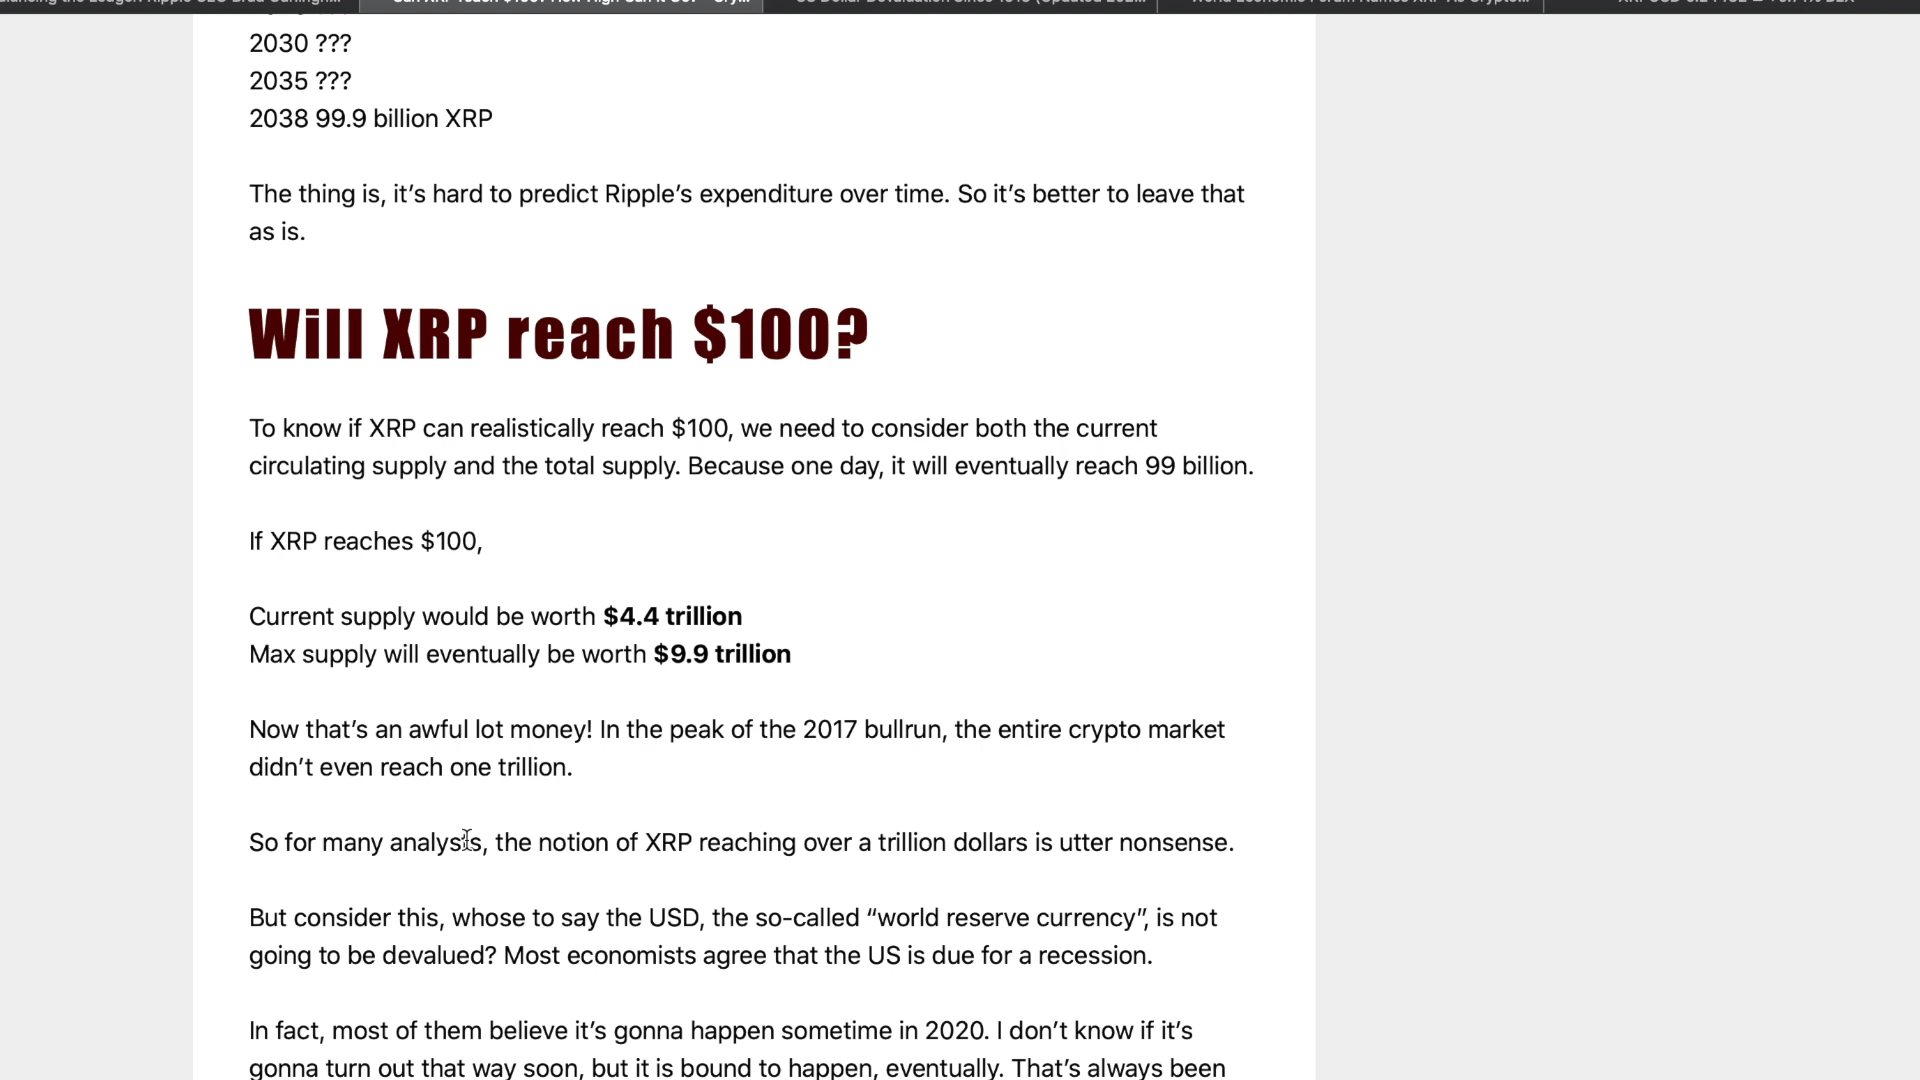 2030 ???
2035 ???
2038 99.9 billion XRP
The thing is, it’s hard to predict Ripple’s expenditure over time. So it’s better to leave that
as is.
Will XRP reach $100?
To know if XRP can realistically reach $100, we need to consider both the current
circulating supply and the total supply. Because one day, it will eventually reach 99 billion.
If XRP reaches $100,
Current supply would be worth $4.4 trillion
Max supply will eventually be worth $9.9 trillion
Now that’s an awful lot money! In the peak of the 2017 bullrun, the entire crypto market
didn’t even reach one trillion.
So for many analysts, the notion of XRP reaching over a trillion dollars is utter nonsense.
But consider this, whose to say the USD, the so-called “world reserve currency”, is not
going to be devalued? Most economists agree that the US is due for a recession.
In fact, most of them believe it’s gonna happen sometime in 2020. I don’t know if it’s
gonna turn out that way soon, but it is bound to happen, eventually. That’s always been